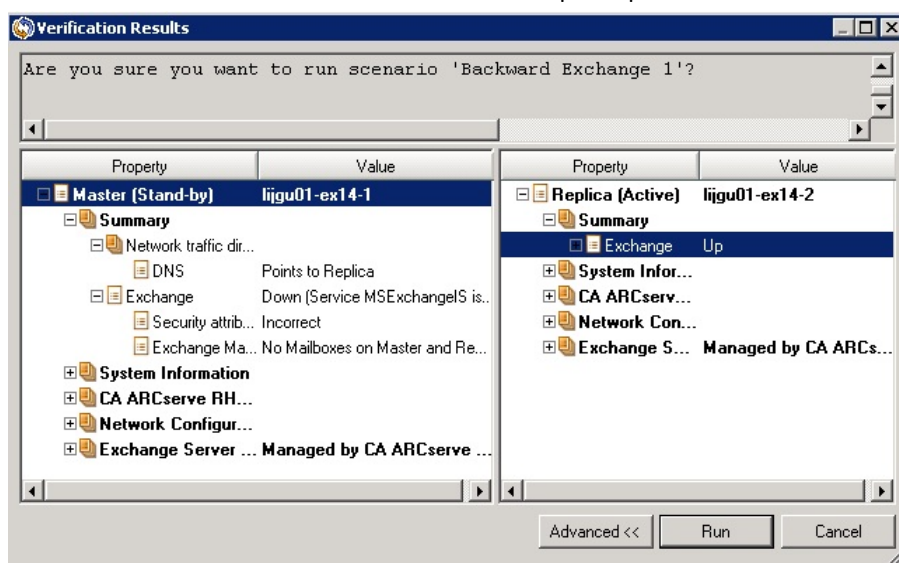 Verification Results
Are you sure you want to run scenario 'Backward Exchange 1'?
Property Value
Master (Stand-by) lijgu01-ex14-1
Summary
Network traffic dir...
DNS Points to Replica
Exchange Down (Service MSExchangeIS is..
Security attrib... Incorrect
Exchange Ma... No Mailboxes on Master and Re...
System Information
CA ARCserve RH...
Network Configur...
Exchange Server ... Managed by CA ARCserve ...
Property Value
Replica (Active) lijgu01-ex14-2
Summary
Exchange Up
System Infor...
CA ARCserv...
Network Con...
Exchange S... Managed by CA ARCs...
Advanced << Run Cancel